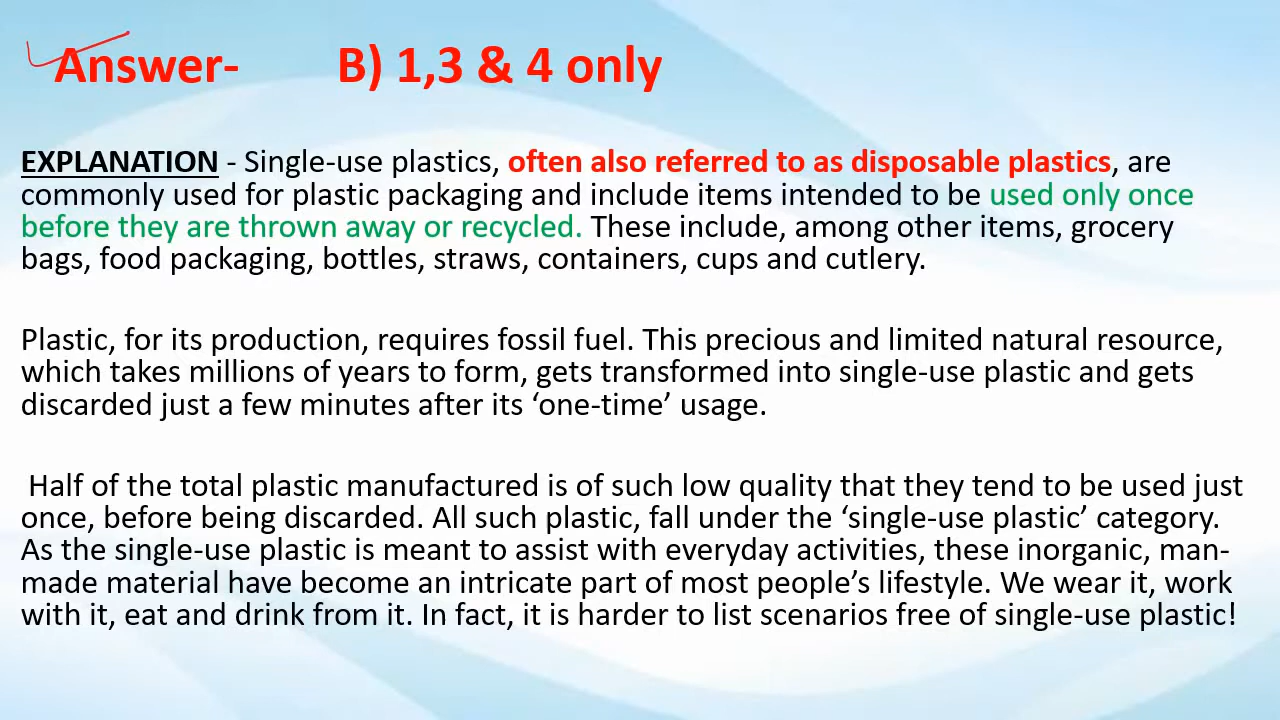 Answer- B) 1,3 & 4 only
EXPLANATION - Single-use plastics, often also referred to as disposable plastics, are
commonly used for plastic packaging and include items intended to be used only once
before they are thrown away or recycled. These include, among other items, grocery
bags, food packaging, bottles, straws, containers, cups and cutlery.
Plastic, for its production, requires fossil fuel. This precious and limited natural resource,
which takes millions of years to form, gets transformed into single-use plastic and gets
discarded just a few minutes after its ‘one-time’ usage.
Half of the total plastic manufactured is of such low quality that they tend to be used just
once, before being discarded. All such plastic, fall under the ‘single-use plastic’ category.
As the single-use plastic is meant to assist with everyday activities, these inorganic, man-
made material have become an intricate part of most people’s lifestyle. We wear it, work
with it, eat and drink from it. In fact, it is harder to list scenarios free of single-use plastic!